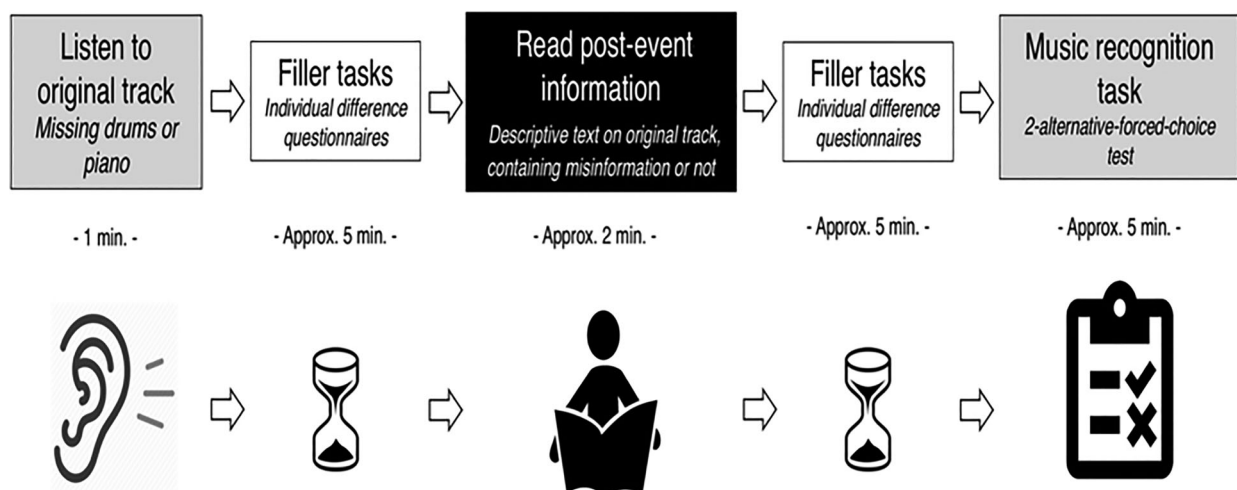 Listen to
original track
Missing drums or
piano
Filler tasks
Individual difference
questionnaires
Read post-event
information
Descriptive text on original track,
containing misinformation or not
Filler tasks
Individual difference
questionnaires
Music recognition
task
2-alternative-forced-choice
test
- 1 min. -
- Approx. 5 min. -
- Approx. 2 min. -
- Approx. 5 min. -
- Approx. 5 min. -